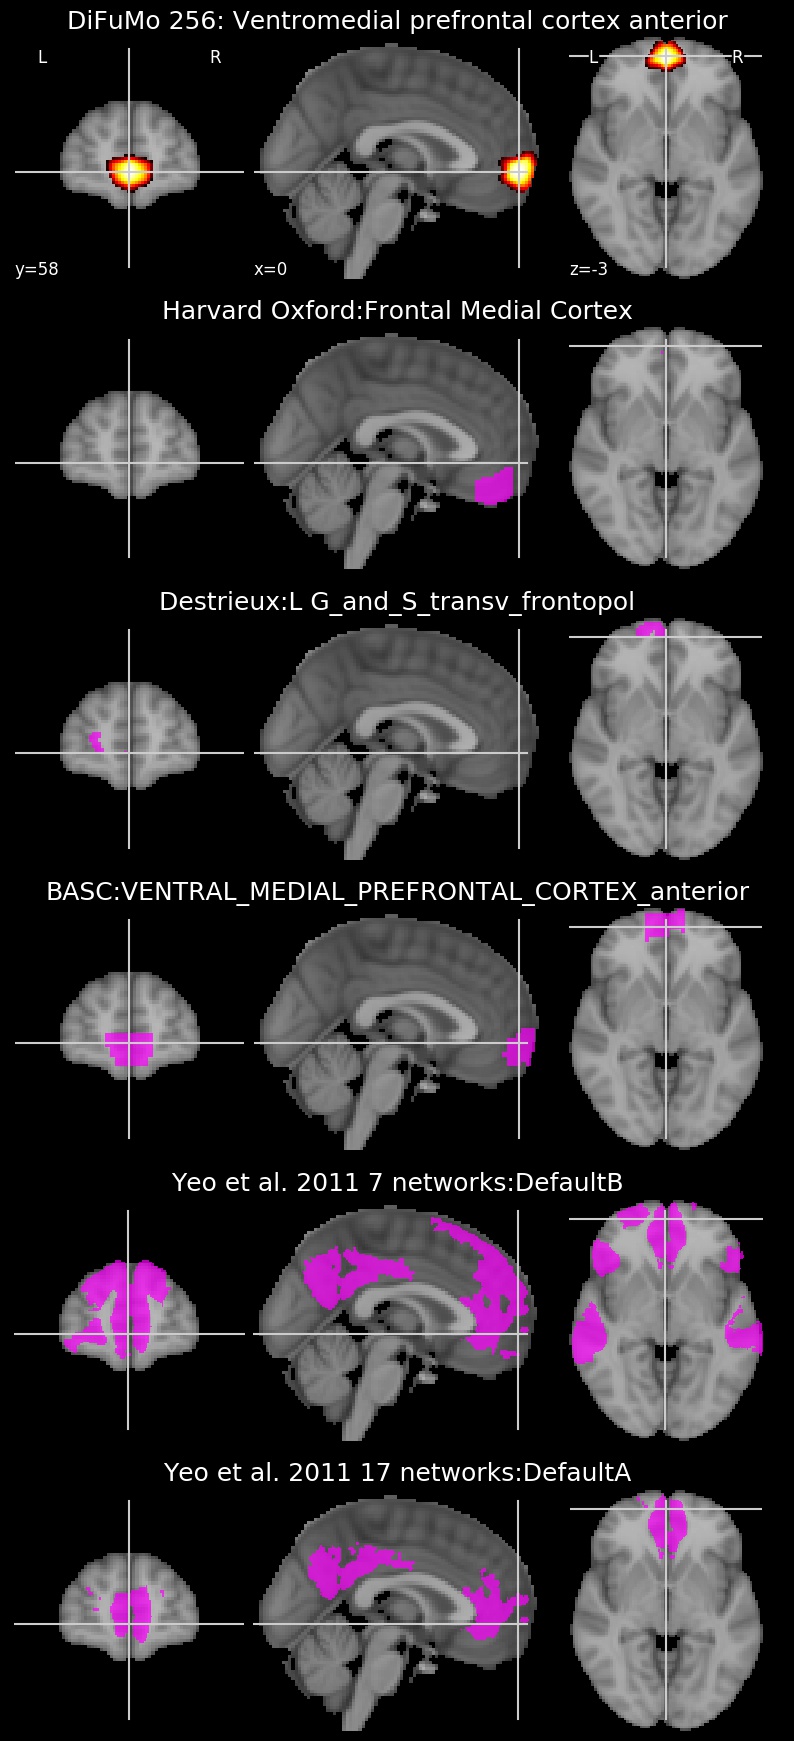 DiFuMo 256: Ventromedial prefrontal cortex anterior
L R L R
y=58 x=0 z=-3
Harvard Oxford:Frontal Medial Cortex
Destrieux:L G_and_S_transv_frontopol
BASC:VENTRAL_MEDIAL_PREFRONTAL_CORTEX_anterior
Yeo et al. 2011 7 networks:DefaultB
Yeo et al. 2011 17 networks:DefaultA